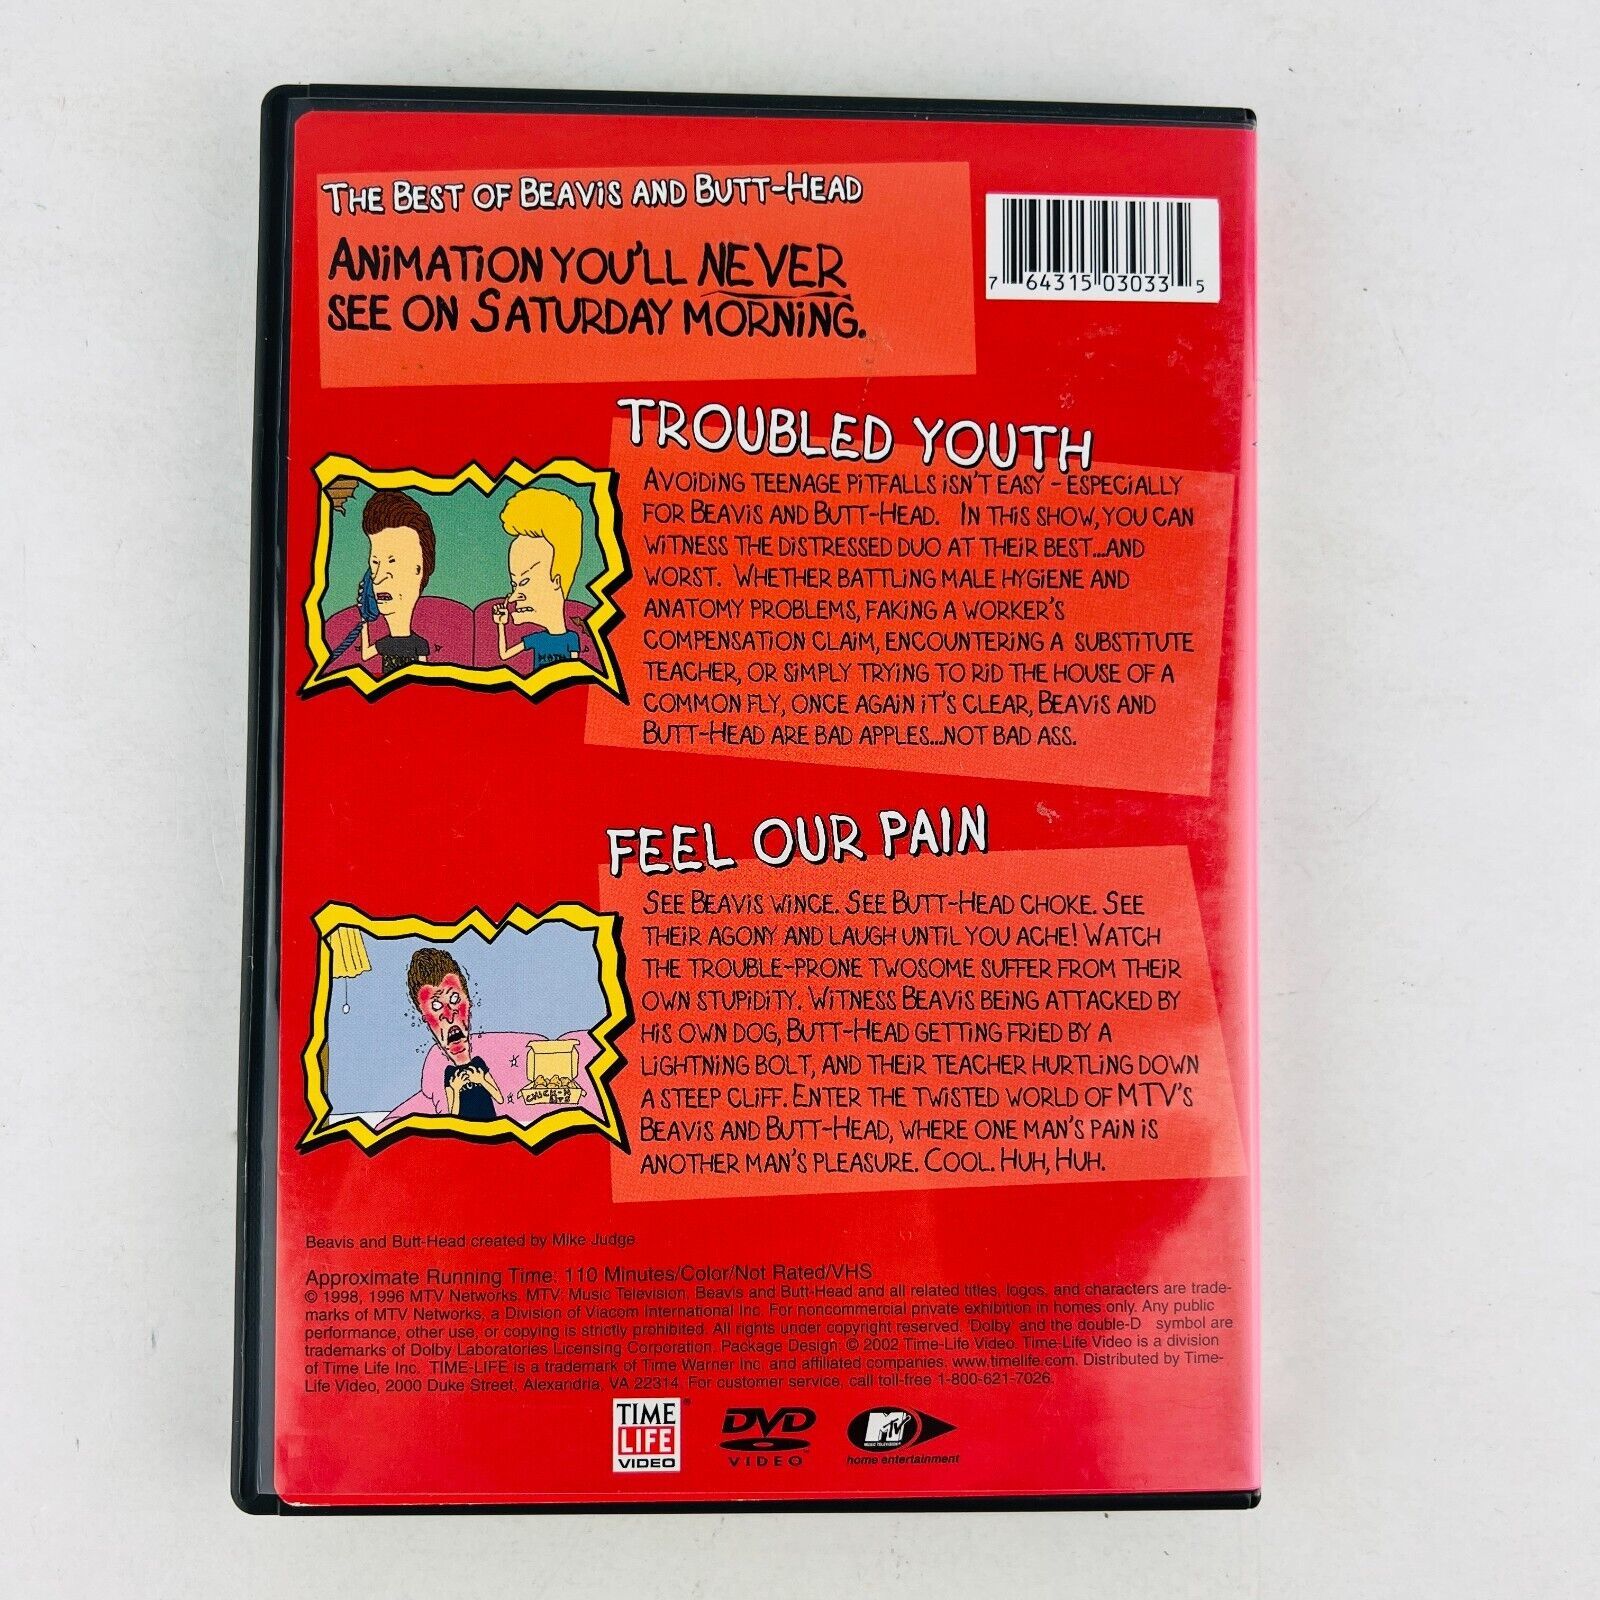 THE BEST OF BEAVIS AND BUTT-HEAD
ANIMATION YOU'LL NEVER
SEE ON SATURDAY MORNING.
7 64315 03033 5
TROUBLED YOUTH
AVOIDING TEENAGE PITFALLS ISN'T EASY - ESPECIALLY
FOR BEAVIS AND BUTT-HEAD. IN THIS SHOW, YOU CAN
WITNESS THE DISTRESSED DUO AT THEIR BEST...AND
WORST. WHETHER BATTLING MALE HYGIENE AND
ANATOMY PROBLEMS, FAKING A WORKER'S
COMPENSATION CLAIM, ENCOUNTERING A SUBSTITUTE
TEACHER, OR SIMPLY TRYING TO RID THE HOUSE OF A
COMMON FLY, ONCE AGAIN IT'S CLEAR, BEAVIS AND
BUTT-HEAD ARE BAD APPLES...NOT BAD ASS.
FEEL OUR PAIN
SEE BEAVIS WINCE. SEE BUTT-HEAD CHOKE. SEE
THEIR AGONY AND LAUGH UNTIL YOU ACHE! WATCH
THE TROUBLE-PRONE TWOSOME SUFFER FROM THEIR
OWN STUPIDITY. WITNESS BEAVIS BEING ATTACKED BY
HIS OWN DOG, BUTT-HEAD GETTING FRIED BY A
LIGHTNING BOLT, AND THEIR TEACHER HURTLING DOWN
A STEEP CLIFF. ENTER THE TWISTED WORLD OF MTV'S
BEAVIS AND BUTT-HEAD, WHERE ONE MAN'S PAIN IS
ANOTHER MAN'S PLEASURE. COOL. HUH, HUH.
Beavis and Butt-Head created by Mike Judge
Approximate Running Time: 110 Minutes/Color/Not Rated/VHS
© 1998, 1996 MTV Networks. MTV: Music Television, Beavis and Butt-Head and all related titles, logos, and characters are trade-
marks of MTV Networks, a Division of Viacom International Inc. For noncommercial private exhibition in homes only. Any public
performance, other use, or copying is strictly prohibited. All rights under copyright reserved. 'Dolby' and the double-D symbol are
trademarks of Dolby Laboratories Licensing Corporation. Package Design: © 2002 Time-Life Video. Time-Life Video is a division
of Time Life Inc. TIME-LIFE is a trademark of Time Warner Inc. and affiliated companies. www.timelife.com. Distributed by Time-
Life Video, 2000 Duke Street, Alexandria, VA 22314. For customer service, call toll-free 1-800-621-7026.
TIME
LIFE
VIDEO
®
DVD
VIDEO
MTV
MUSIC TELEVISION®
home entertainment